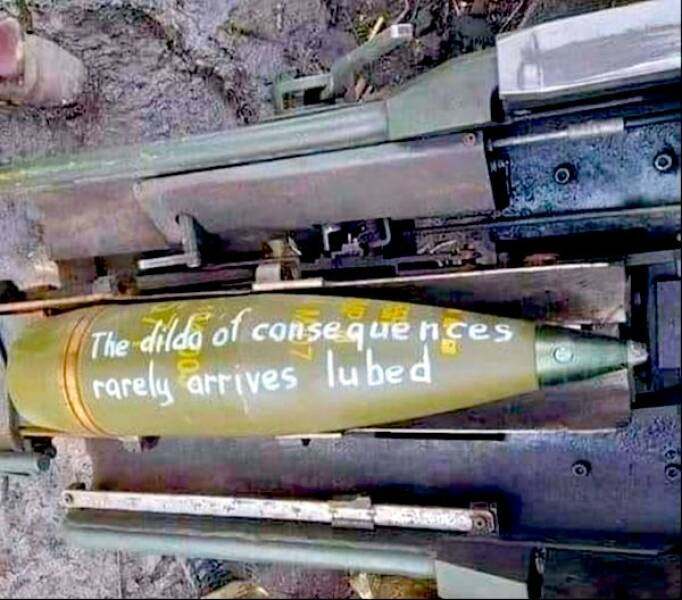 The dildo of consequences
rarely arrives lubed